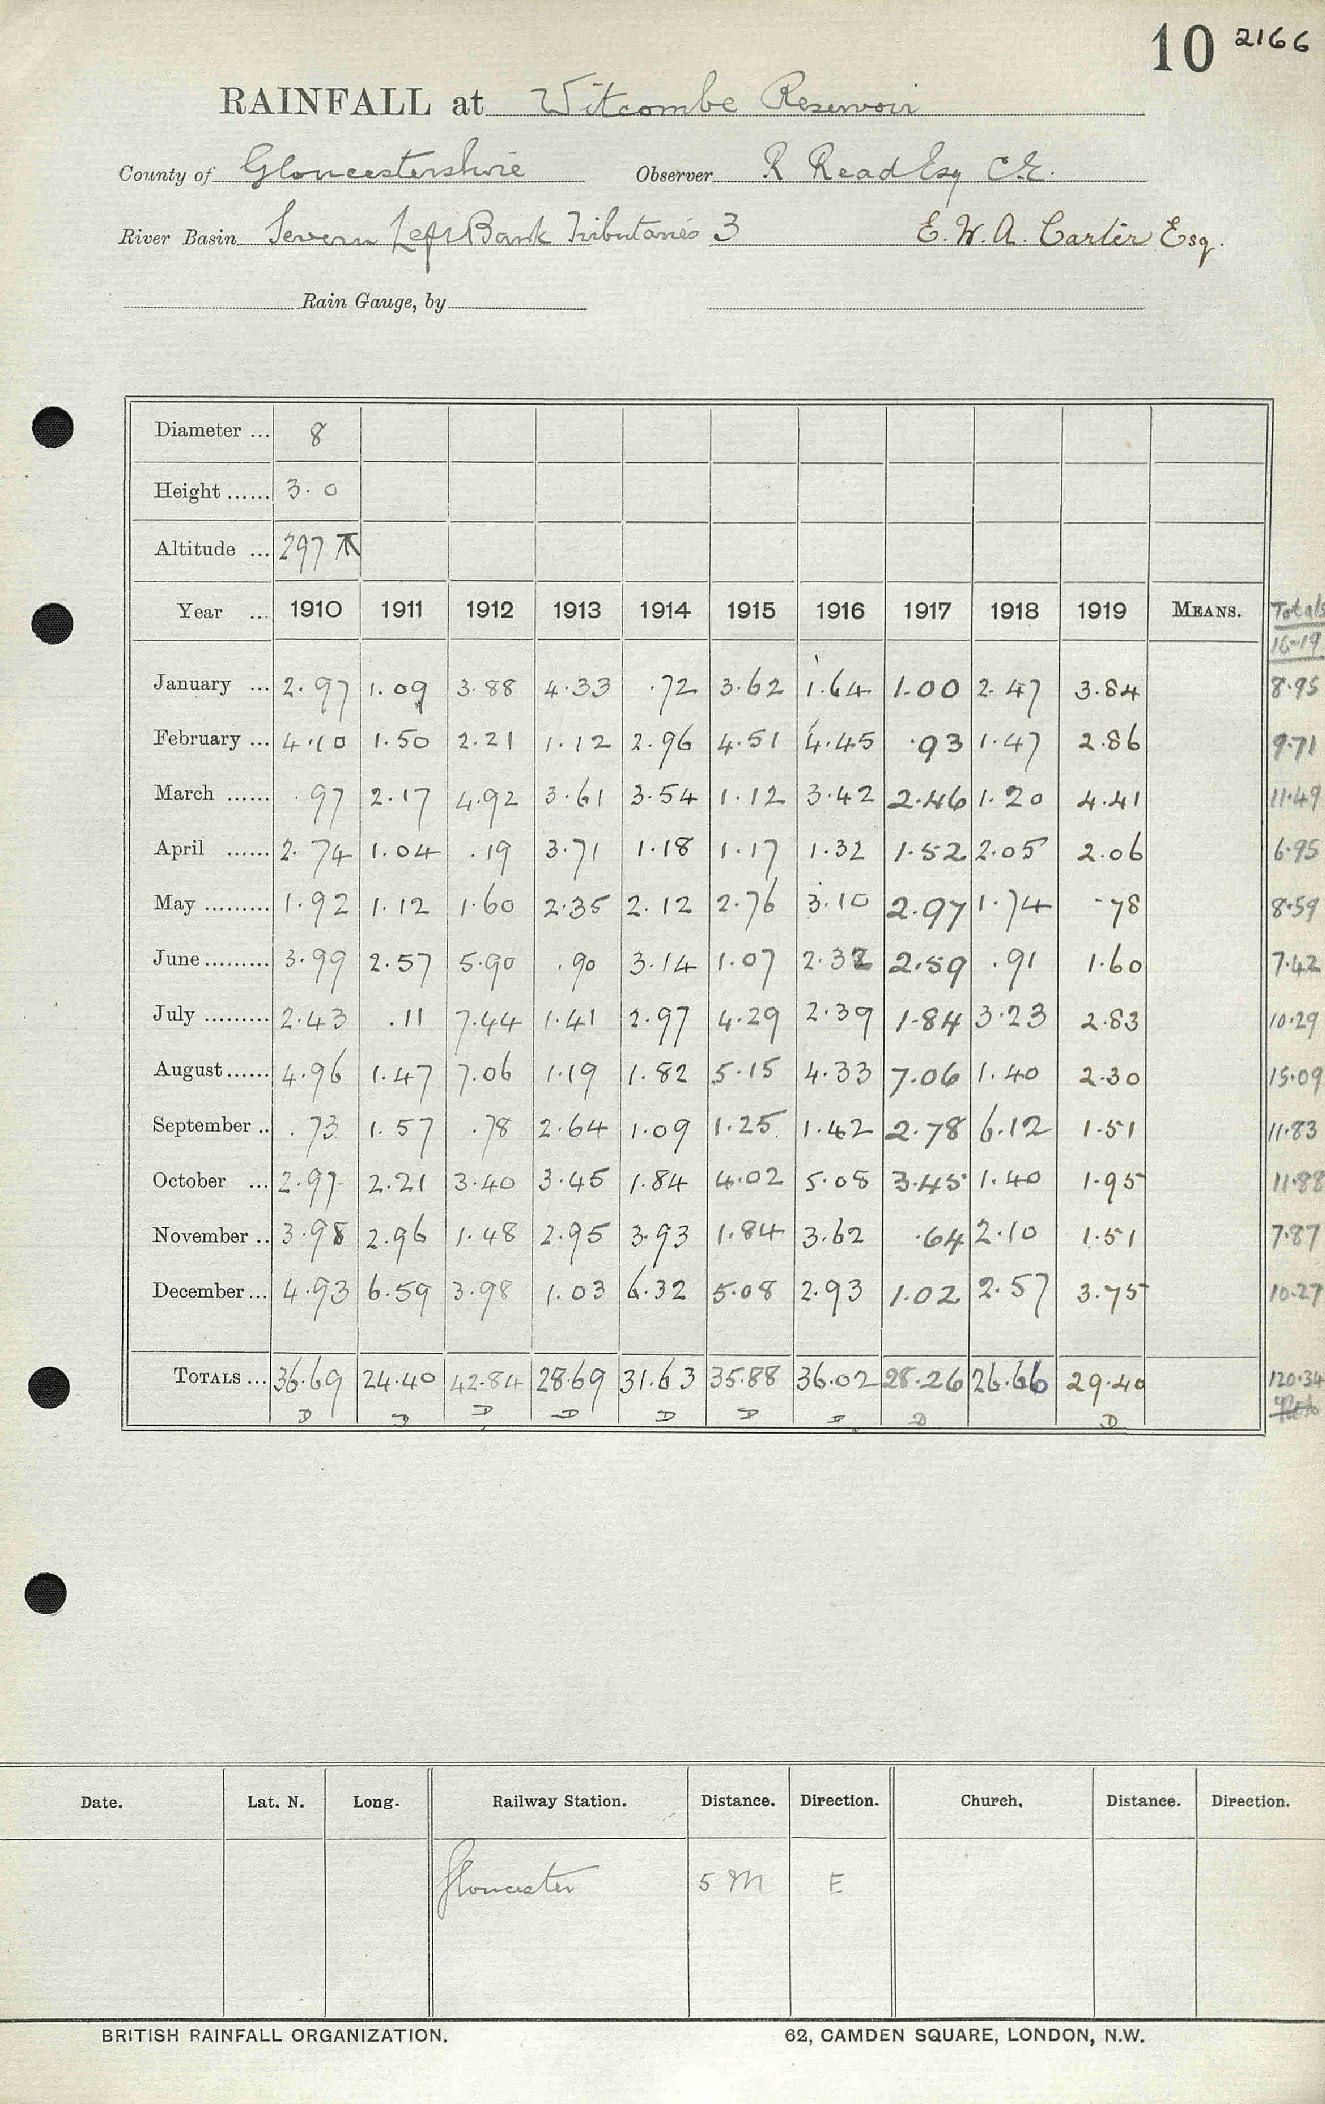 10 2166
RAINFALL at Witcombe Reservoir
County of Gloucestershire Observer R Read Esq C.E.
River Basin Severn Left Bank Tributaries 3 E. W. A. Carter Esq.
Rain Gauge, by
Diameter ... 8
Height ...... 3.0
Altitude ... 297
Year ... 1910 1911 1912 1913 1914 1915 1916 1917 1918 1919 MEANS. Totals
16-19
January ... 2.97 1.09 3.88 4.33 .72 3.62 1.64 1.00 2.47 3.84 8.95
February ... 4.10 1.50 2.21 1.12 2.96 4.51 4.45 .93 1.47 2.86 9.71
March ...... .97 2.17 4.92 3.61 3.54 1.12 3.42 2.46 1.20 4.41 11.49
April ...... 2.74 1.04 .19 3.71 1.18 1.17 1.32 1.52 2.05 2.06 6.95
May ......... 1.92 1.12 1.60 2.35 2.12 2.76 3.10 2.97 1.74 .78 8.59
June ......... 3.99 2.57 5.90 .90 3.14 1.07 2.32 2.59 .91 1.60 7.42
July ......... 2.43 .11 7.44 1.41 2.97 4.29 2.39 1.84 3.23 2.83 10.29
August ...... 4.96 1.47 7.06 1.19 1.82 5.15 4.33 7.06 1.40 2.30 15.09
September .. .73 1.57 .78 2.64 1.09 1.25 1.42 2.78 6.12 1.51 11.83
October ... 2.97 2.21 3.40 3.45 1.84 4.02 5.08 3.45 1.40 1.95 11.88
November .. 3.98 2.96 1.48 2.95 3.93 1.84 3.62 .64 2.10 1.51 7.87
December ... 4.93 6.59 3.98 1.03 6.32 5.08 2.93 1.02 2.57 3.75 10.27
TOTALS ... 36.69 24.40 42.84 28.69 31.63 35.88 36.02 28.26 26.66 29.40 120.34
D D D D D D D D D
Date. Lat. N. Long. Railway Station. Distance. Direction. Church. Distance. Direction.
Gloucester 5 M E
BRITISH RAINFALL ORGANIZATION. 62, CAMDEN SQUARE, LONDON, N.W.